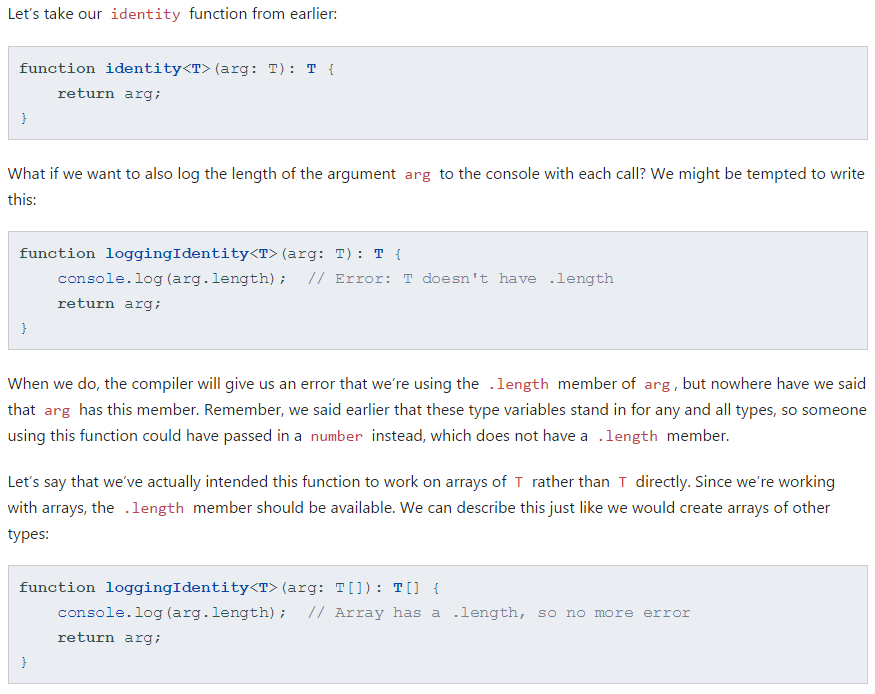 Let's take our identity function from earlier:
function identity<T>(arg: T): T {
    return arg;
}
What if we want to also log the length of the argument arg to the console with each call? We might be tempted to write
this:
function loggingIdentity<T>(arg: T): T {
    console.log(arg.length);  // Error: T doesn't have .length
    return arg;
}
When we do, the compiler will give us an error that we're using the .length member of arg, but nowhere have we said
that arg has this member. Remember, we said earlier that these type variables stand in for any and all types, so someone
using this function could have passed in a number instead, which does not have a .length member.
Let's say that we've actually intended this function to work on arrays of T rather than T directly. Since we're working
with arrays, the .length member should be available. We can describe this just like we would create arrays of other
types:
function loggingIdentity<T>(arg: T[]): T[] {
    console.log(arg.length);  // Array has a .length, so no more error
    return arg;
}